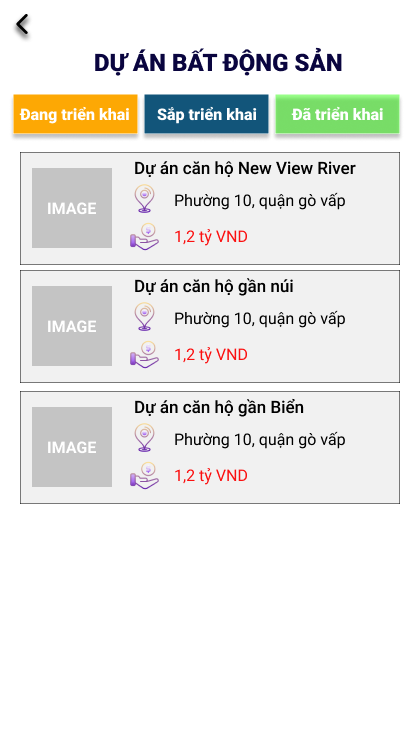 DỰ ÁN BẤT ĐỘNG SẢN
Đang triển khai
Sắp triển khai
Đã triển khai
IMAGE
Dự án căn hộ New View River
Phường 10, quận gò vấp
1,2 tỷ VND
IMAGE
Dự án căn hộ gần núi
Phường 10, quận gò vấp
1,2 tỷ VND
IMAGE
Dự án căn hộ gần Biển
Phường 10, quận gò vấp
1,2 tỷ VND